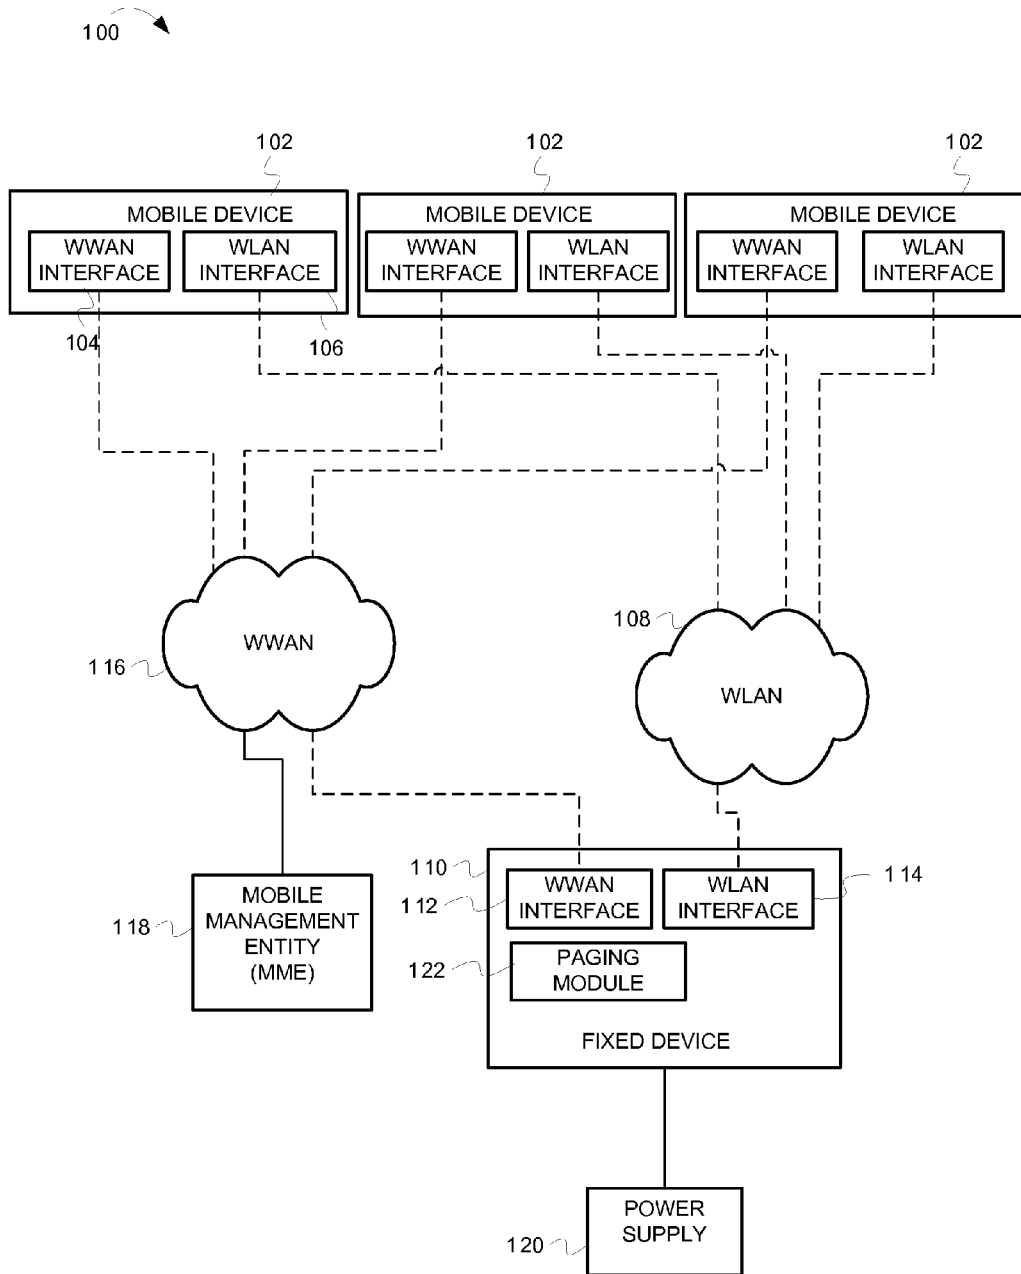 100
102 102 102
MOBILE DEVICE MOBILE DEVICE MOBILE DEVICE
WWAN INTERFACE
WLAN INTERFACE
WWAN INTERFACE
WLAN INTERFACE
WWAN INTERFACE
WLAN INTERFACE
104
106
WWAN
116
108
WLAN
110
WWAN
INTERFACE
112
WLAN
INTERFACE
114
MOBILE
MANAGEMENT
ENTITY
(MME)
118
PAGING
MODULE
122
FIXED DEVICE
POWER
SUPPLY
120